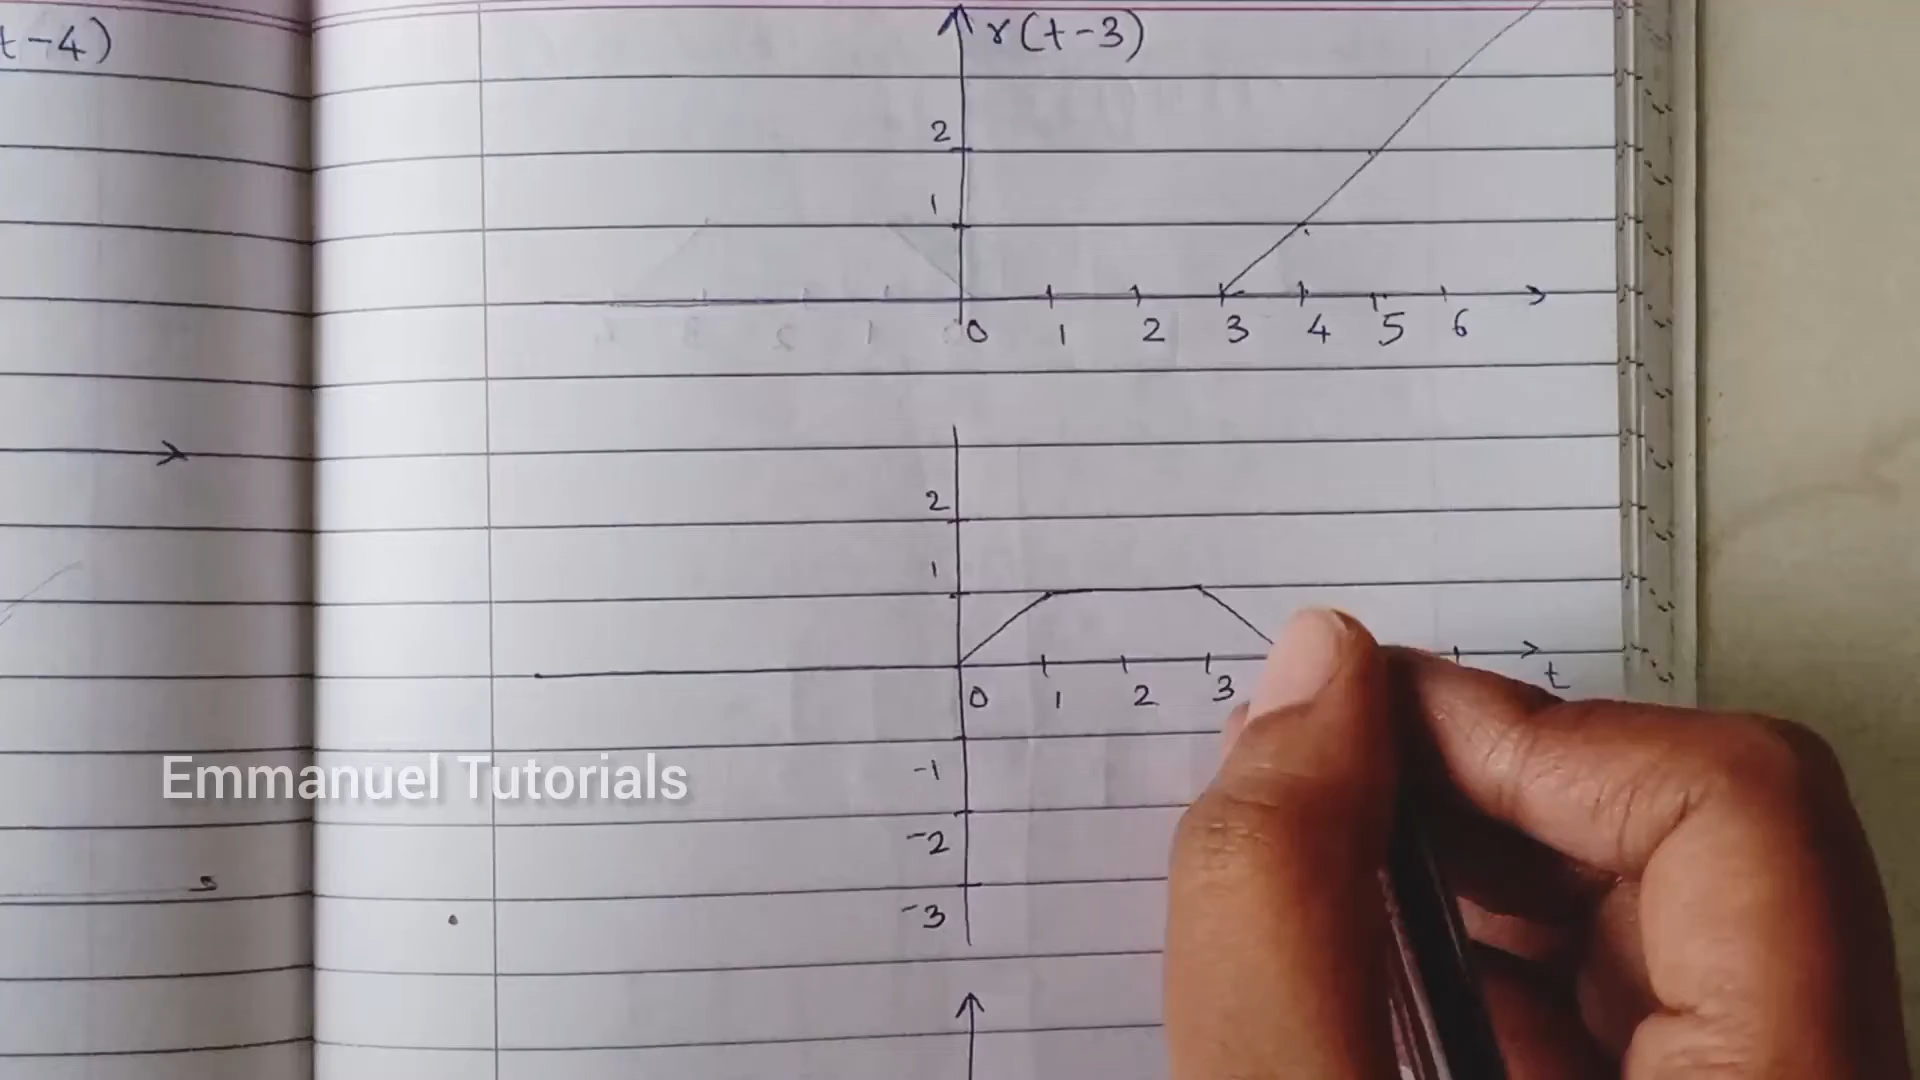 t-4)
r(t-3)
2
1
0 1 2 3 4 5 6
2
1
0 1 2 3
t
-1
-2
-3
Emmanuel Tutorials